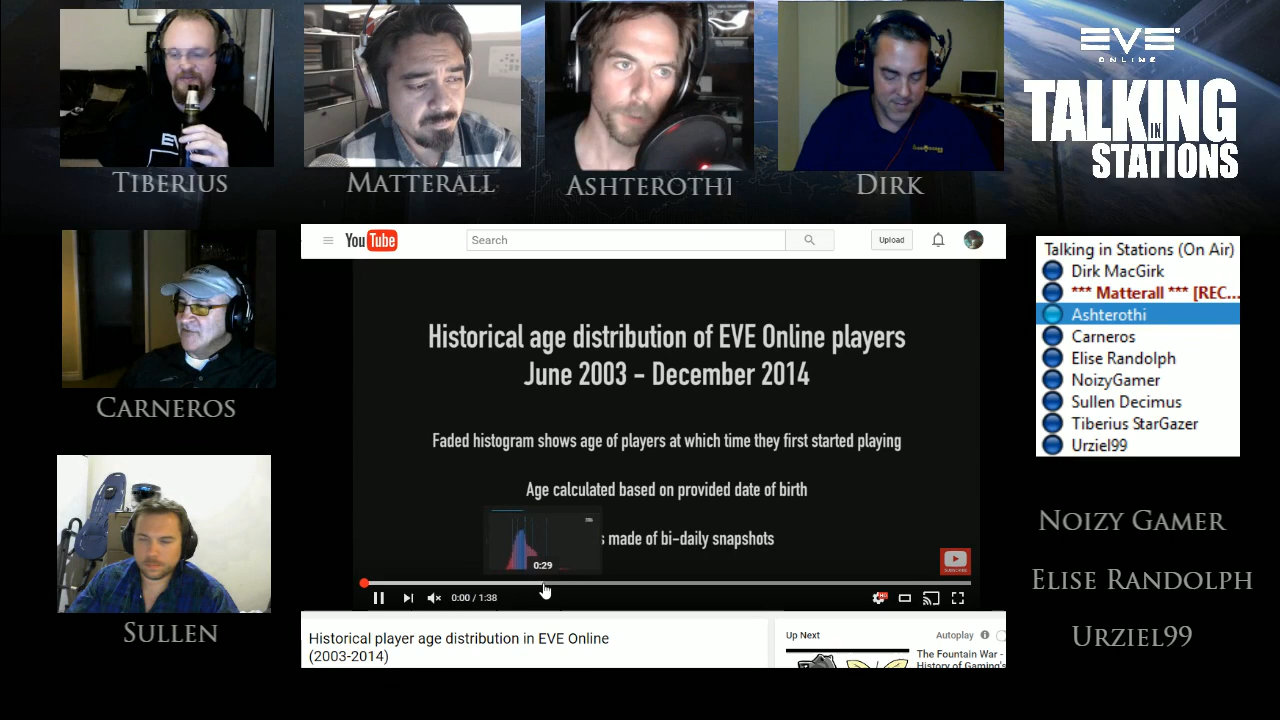 EVE
ONLINE
TALKING
IN
STATIONS
TIBERIUS
MATTERALL
ASHTEROTHI
DIRK
CARNEROS
SULLEN
YouTube
Search
Upload
Historical age distribution of EVE Online players
June 2003 - December 2014
Faded histogram shows age of players at which time they first started playing
Age calculated based on provided date of birth
s made of bi-daily snapshots
0:29
SUBSCRIBE
0:00 / 1:38
HD
Historical player age distribution in EVE Online
(2003-2014)
Up Next
Autoplay
The Fountain War -
History of Gaming's
Talking in Stations (On Air)
Dirk MacGirk
*** Matterall *** [REC...
Ashterothi
Carneros
Elise Randolph
NoizyGamer
Sullen Decimus
Tiberius StarGazer
Urziel99
NOIZY GAMER
ELISE RANDOLPH
URZIEL99